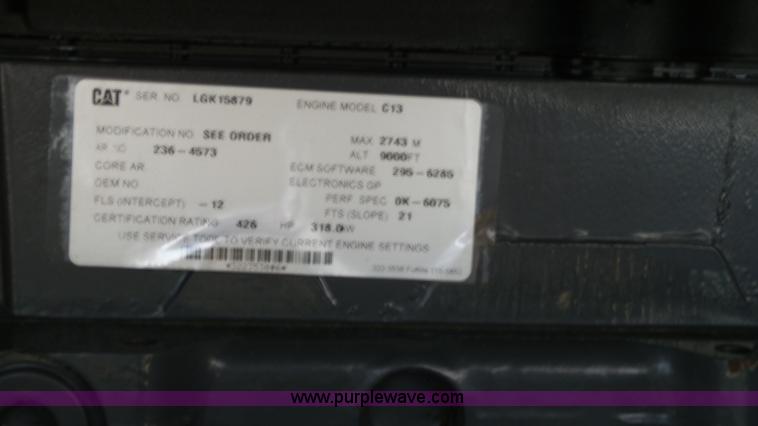 CAT® SER. NO. LGK15879 ENGINE MODEL C13
MODIFICATION NO. SEE ORDER MAX 2743 M
AR NO 236-4573 ALT 9000FT
CORE AR ECM SOFTWARE 295-6285
OEM NO ELECTRONICS GP
FLS (INTERCEPT) -12 PERF SPEC 0K-6075
FTS (SLOPE) 21
CERTIFICATION RATING 426 HP 318.0KW
USE SERVICE TOOL TO VERIFY CURRENT ENGINE SETTINGS
www.purplewave.com